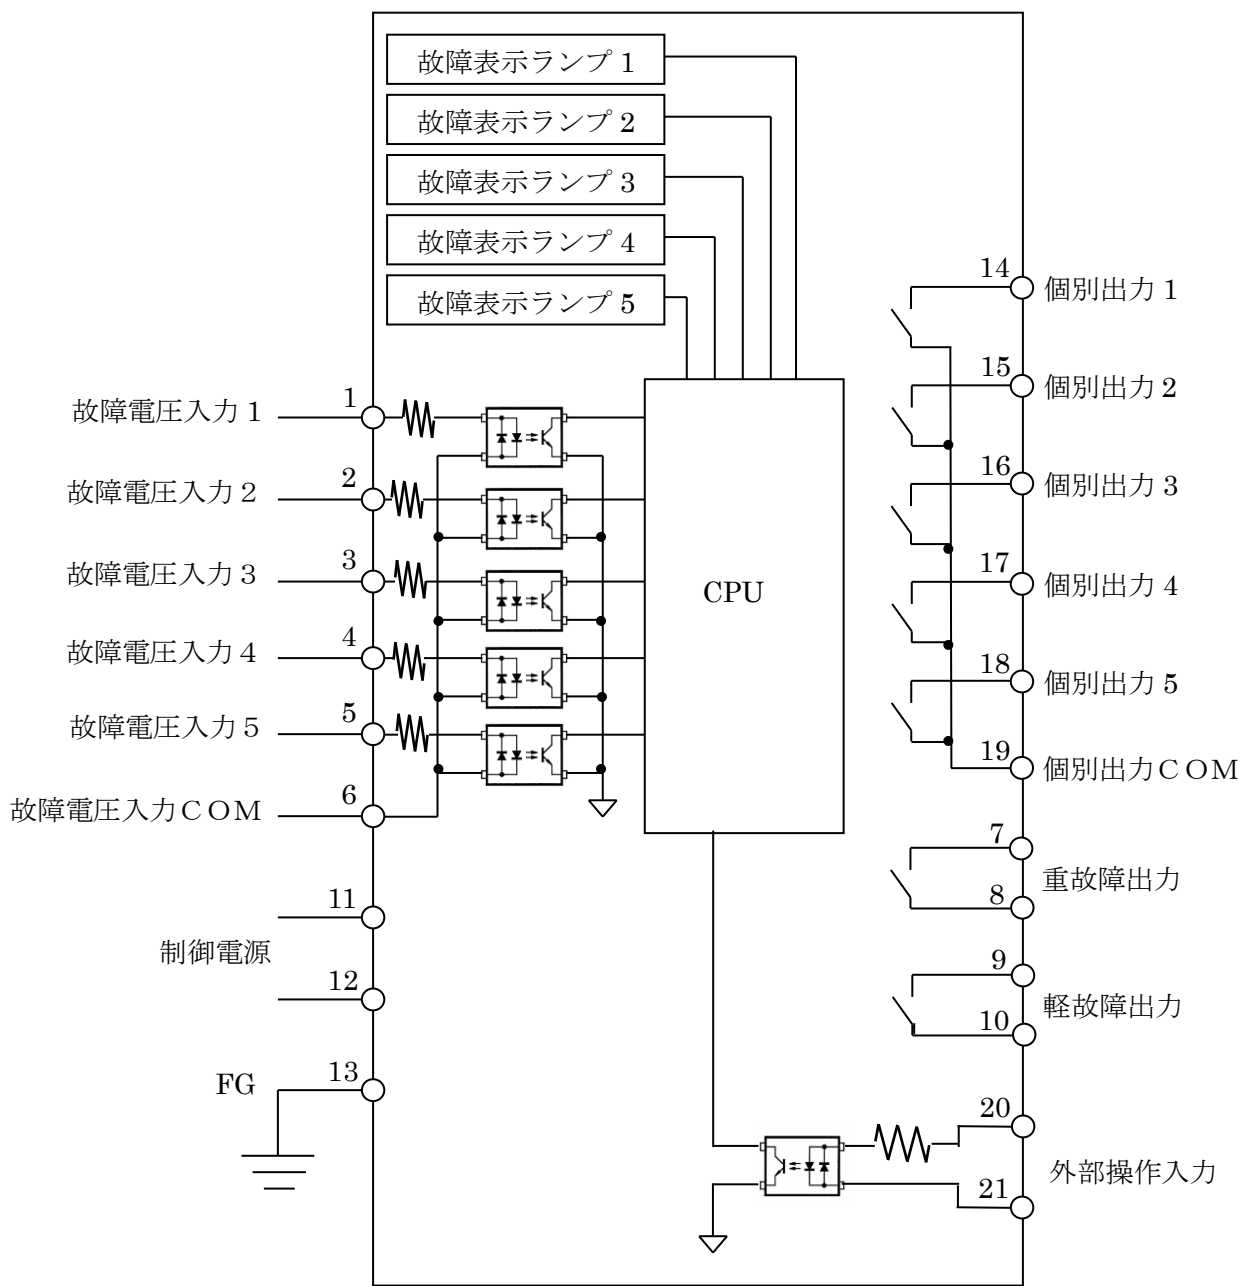 故障表示ランプ 1
故障表示ランプ 2
故障表示ランプ 3
故障表示ランプ 4
故障表示ランプ 5
故障電圧入力 1
1
故障電圧入力２
2
故障電圧入力３
3
故障電圧入力４
4
故障電圧入力５
5
故障電圧入力ＣＯＭ
6
11
制御電源
12
FG
13
CPU
14
個別出力 1
15
個別出力 2
16
個別出力 3
17
個別出力 4
18
個別出力 5
19
個別出力ＣＯＭ
7
重故障出力
8
9
軽故障出力
10
20
外部操作入力
21